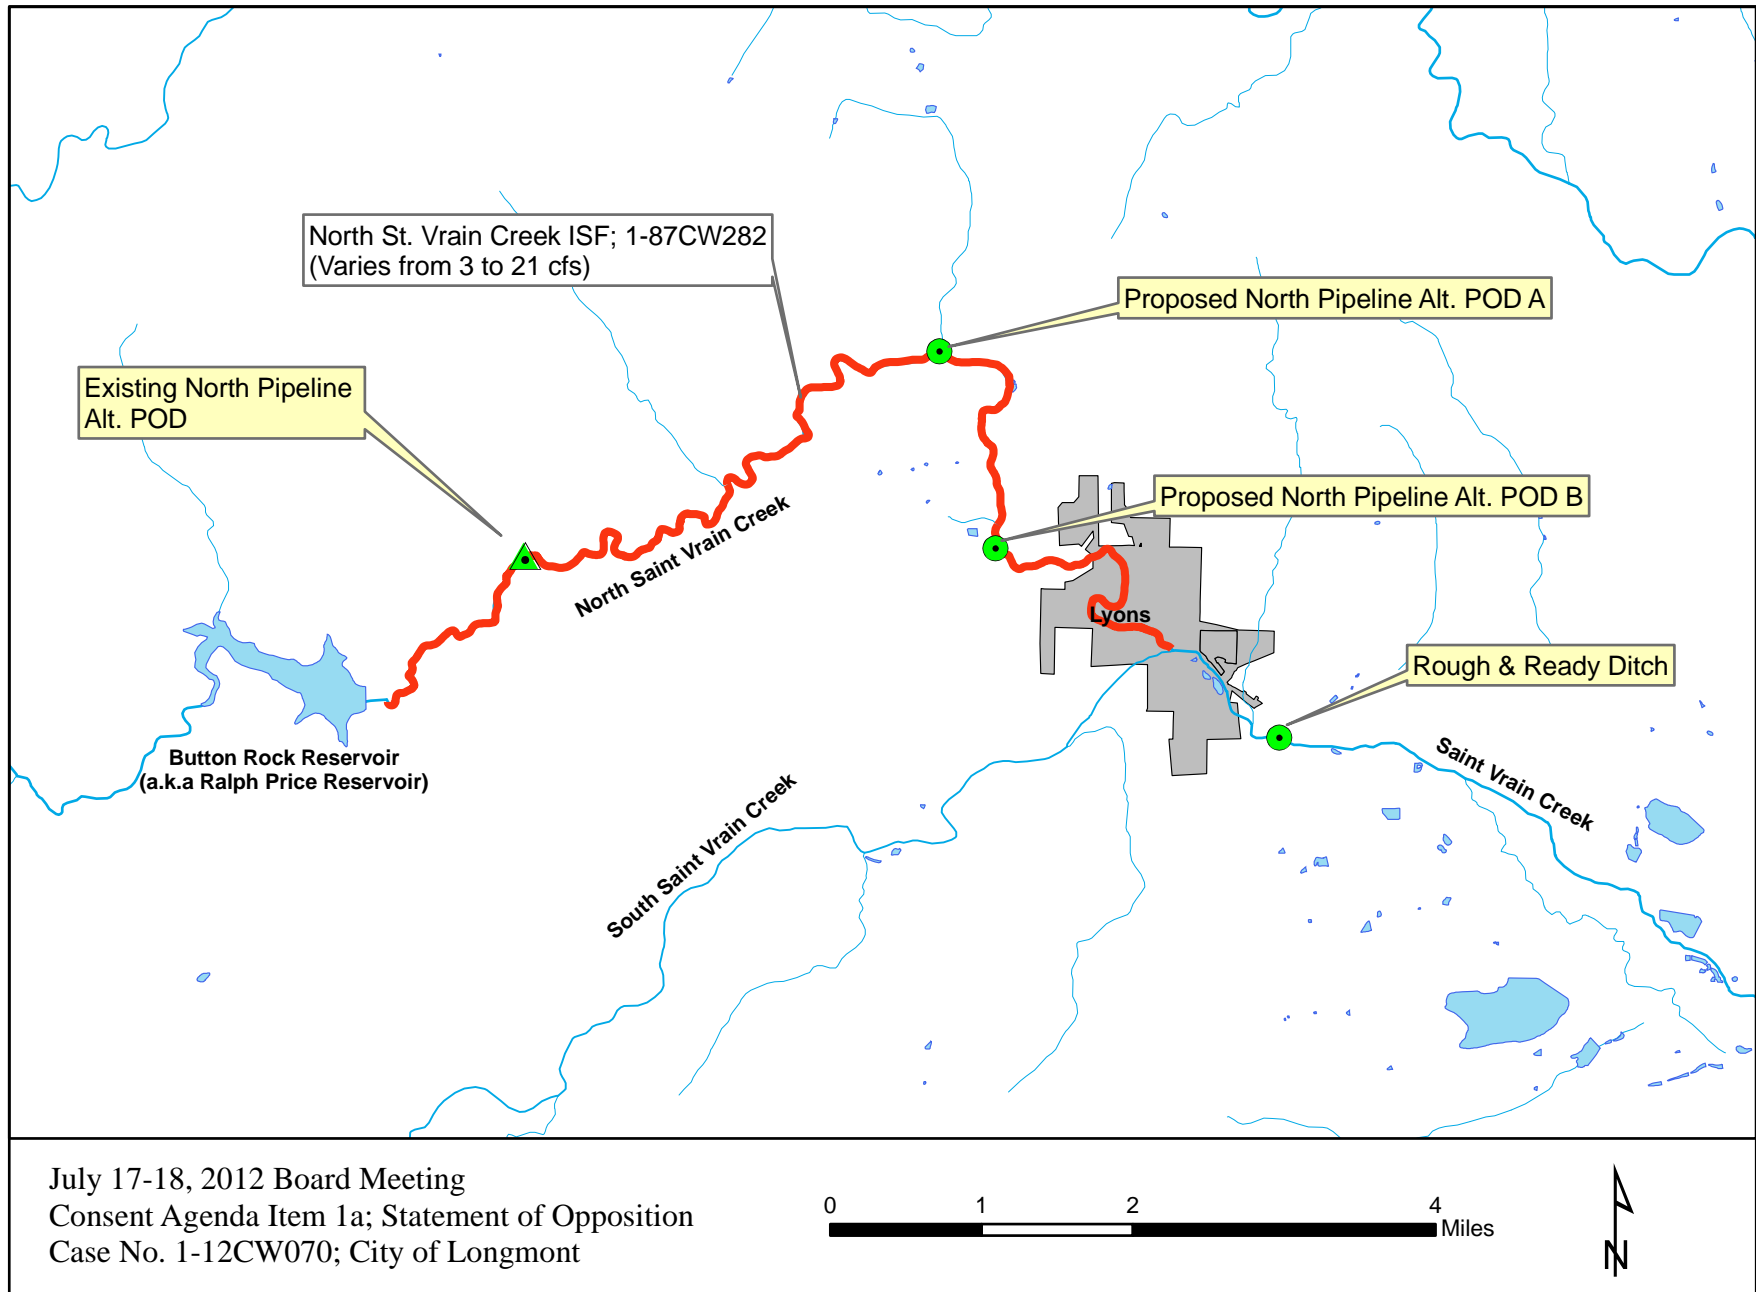 North St. Vrain Creek ISF; 1-87CW282
(Varies from 3 to 21 cfs)
Proposed North Pipeline Alt. POD A
Existing North Pipeline
Alt. POD
Proposed North Pipeline Alt. POD B
North Saint Vrain Creek
Lyons
Rough & Ready Ditch
Button Rock Reservoir
(a.k.a Ralph Price Reservoir)
Saint Vrain Creek
South Saint Vrain Creek
July 17-18, 2012 Board Meeting
Consent Agenda Item 1a; Statement of Opposition
Case No. 1-12CW070; City of Longmont
0 1 2 4
Miles
N